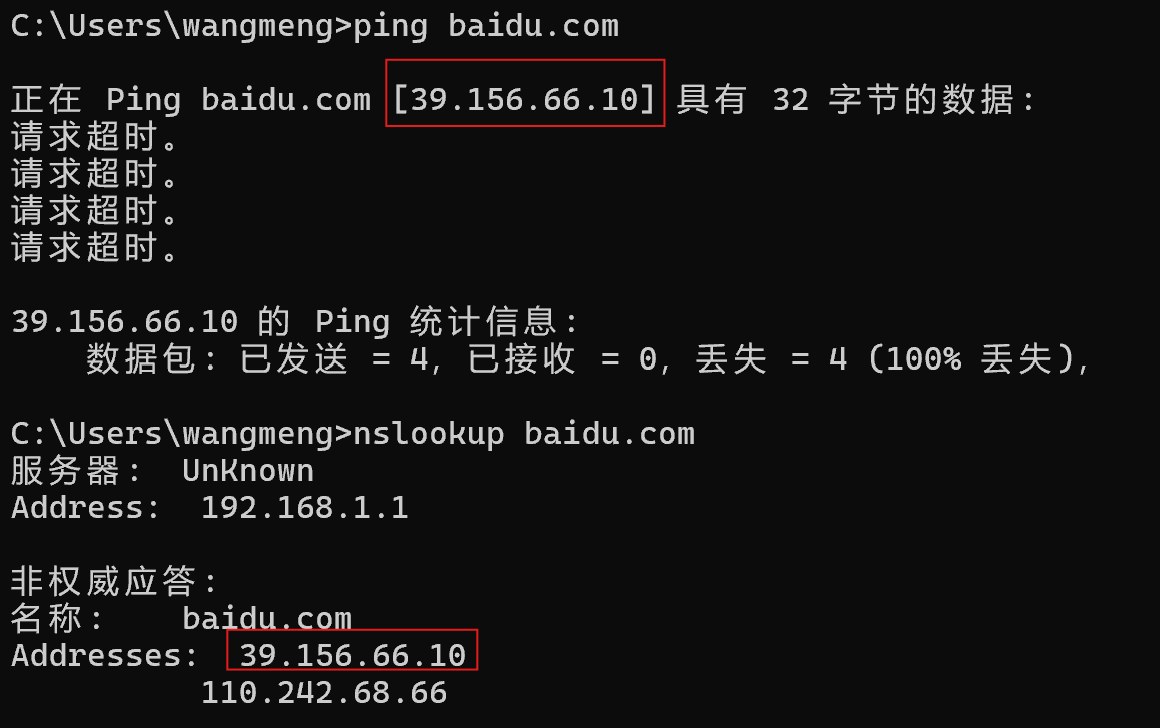 C:\Users\wangmeng>ping baidu.com
正在 Ping baidu.com [39.156.66.10] 具有 32 字节的数据:
请求超时。
请求超时。
请求超时。
请求超时。
39.156.66.10 的 Ping 统计信息:
数据包: 已发送 = 4, 已接收 = 0, 丢失 = 4 (100% 丢失),
C:\Users\wangmeng>nslookup baidu.com
服务器:  UnKnown
Address:  192.168.1.1
非权威应答:
名称:    baidu.com
Addresses:  39.156.66.10
110.242.68.66